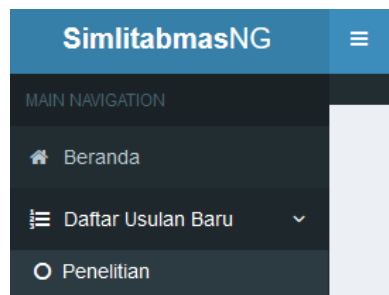 SimlitabmasNG
MAIN NAVIGATION
Beranda
Daftar Usulan Baru
Penelitian